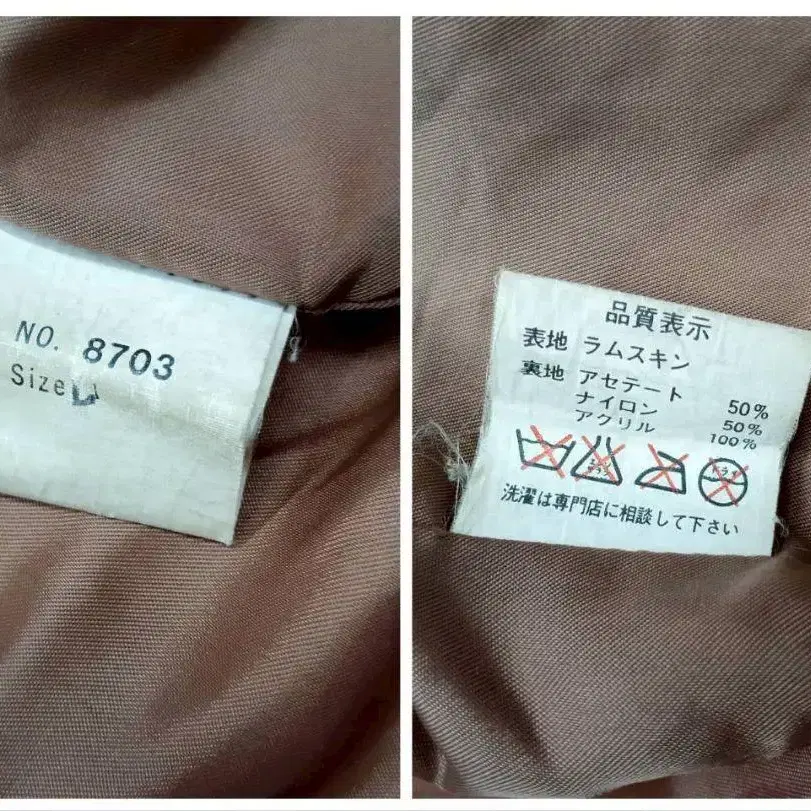 NO. 8703
Size L
品質表示
表地 ラムスキン
裏地 アセテート 50%
ナイロン 50%
アクリル 100%
洗濯は専門店に相談して下さい